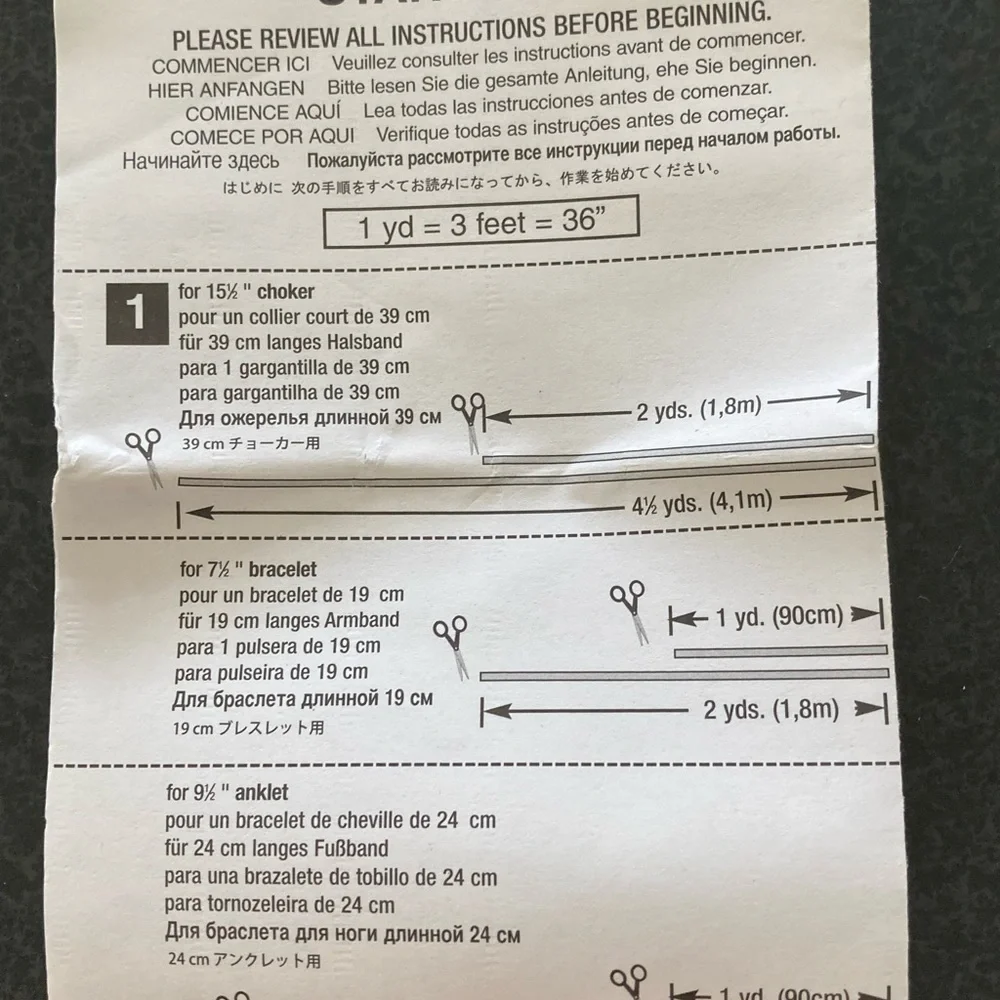 PLEASE REVIEW ALL INSTRUCTIONS BEFORE BEGINNING.
COMMENCER ICI Veuillez consulter les instructions avant de commencer.
HIER ANFANGEN Bitte lesen Sie die gesamte Anleitung, ehe Sie beginnen.
COMIENCE AQUÍ Lea todas las instrucciones antes de comenzar.
COMECE POR AQUI Verifique todas as instruções antes de começar.
Начинайте здесь Пожалуйста рассмотрите все инструкции перед началом работы.
はじめに 次の手順をすべてお読みになってから、作業を始めてください。
1 yd = 3 feet = 36”
1
for 15½ " choker
pour un collier court de 39 cm
für 39 cm langes Halsband
para 1 gargantilla de 39 cm
para gargantilha de 39 cm
Для ожерелья длинной 39 см
39 cm チョーカー用
2 yds. (1,8m)
4½ yds. (4,1m)
for 7½ " bracelet
pour un bracelet de 19 cm
für 19 cm langes Armband
para 1 pulsera de 19 cm
para pulseira de 19 cm
Для браслета длинной 19 см
19 cm ブレスレット用
1 yd. (90cm)
2 yds. (1,8m)
for 9½ " anklet
pour un bracelet de cheville de 24 cm
für 24 cm langes Fußband
para una brazalete de tobillo de 24 cm
para tornozeleira de 24 cm
Для браслета для ноги длинной 24 см
24 cm アンクレット用
1 yd. (90cm)